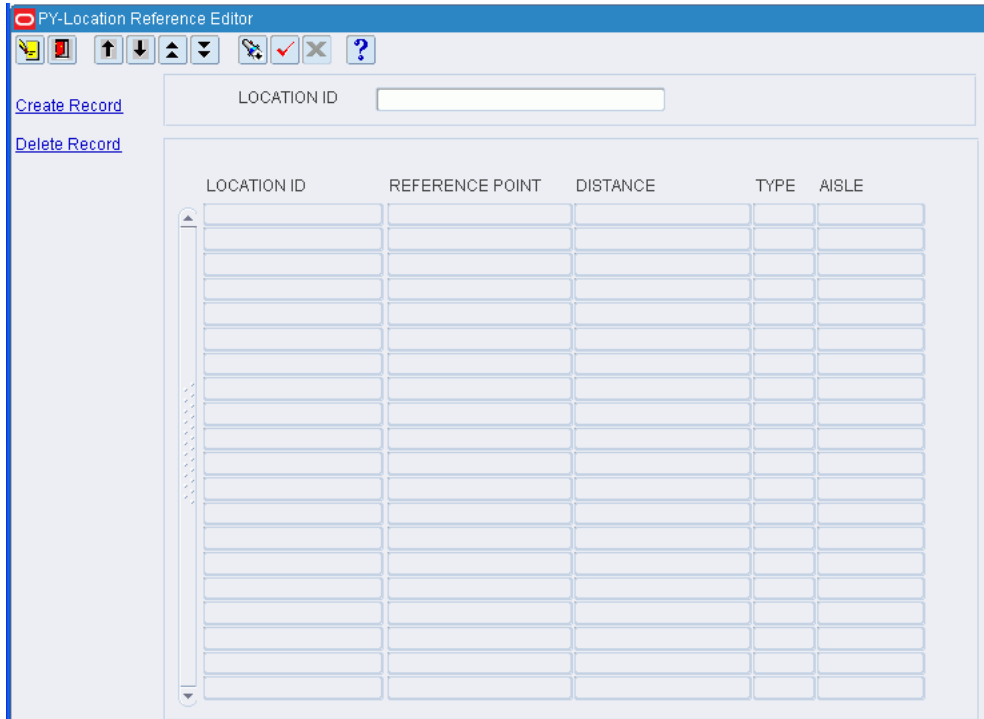 PY-Location Reference Editor
?
Create Record
LOCATION ID
Delete Record
LOCATION ID REFERENCE POINT DISTANCE TYPE AISLE